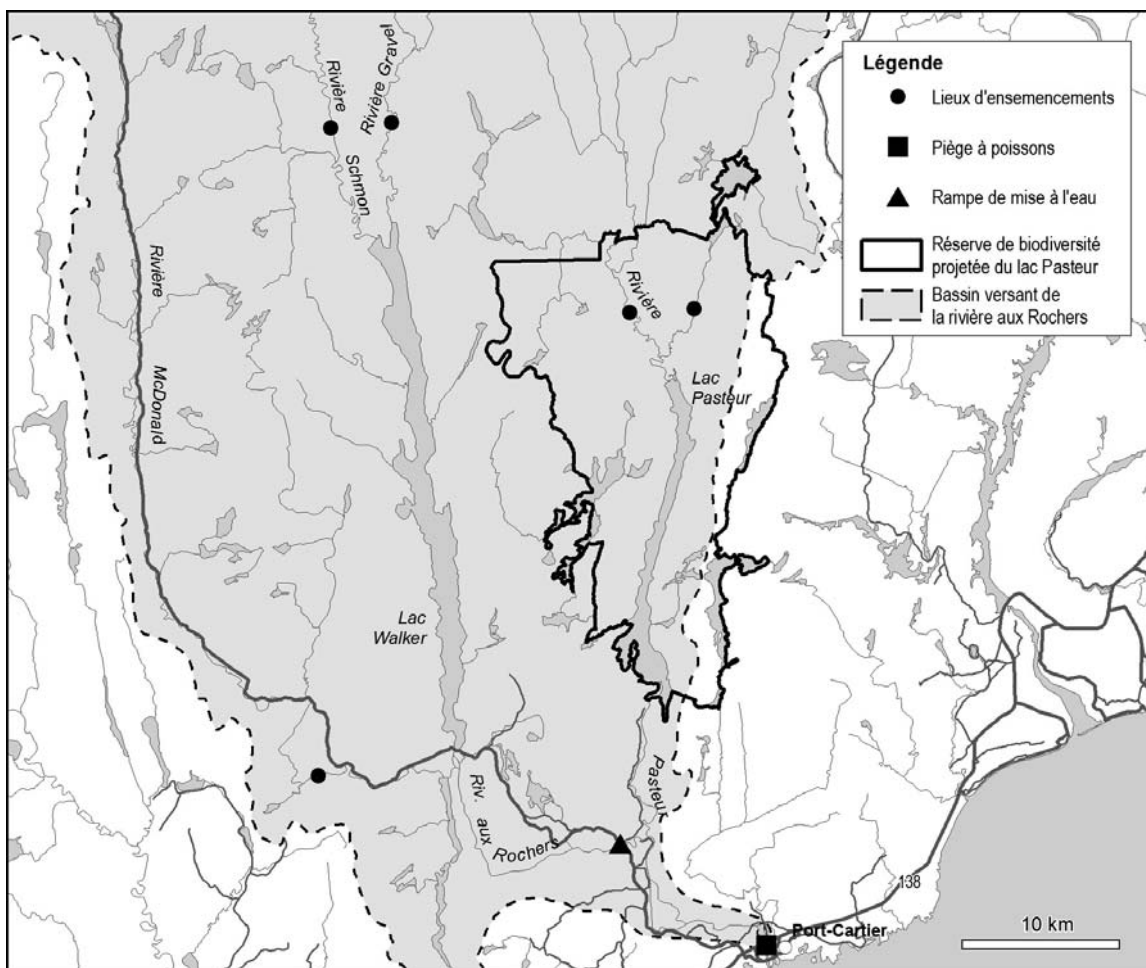 Légende
Lieux d'ensemencements
Piège à poissons
Rampe de mise à l'eau
Réserve de biodiversité
projetée du lac Pasteur
Bassin versant de
la rivière aux Rochers
Rivière
Schmon
Rivière Gravel
Rivière
McDonald
Rivière
Lac
Pasteur
Lac
Walker
Pasteur
Riv.
aux
Rochers
138
Port-Cartier
10 km